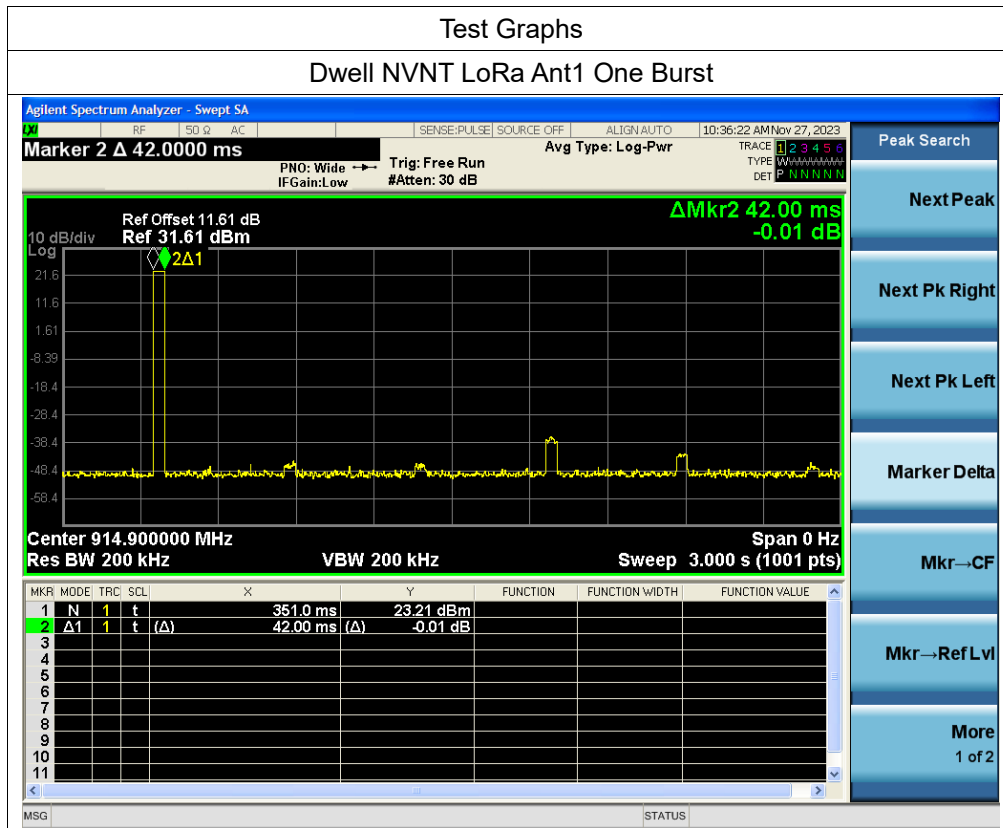 Test Graphs
Dwell NVNT LoRa Ant1 One Burst
Agilent Spectrum Analyzer - Swept SA
LXI RF 50 Ω AC SENSE:PULSE SOURCE OFF ALIGN AUTO 10:36:22 AM Nov 27, 2023
Marker 2 Δ 42.0000 ms
PNO: Wide
IFGain:Low
Trig: Free Run
#Atten: 30 dB
Avg Type: Log-Pwr
TRACE 1 2 3 4 5 6
TYPE W
DET P N N N N N
ΔMkr2 42.00 ms
-0.01 dB
Ref Offset 11.61 dB
10 dB/div Ref 31.61 dBm
Log
2Δ1
21.6
11.6
1.61
-8.39
-18.4
-28.4
-38.4
-48.4
-58.4
Center 914.900000 MHz Span 0 Hz
Res BW 200 kHz VBW 200 kHz Sweep 3.000 s (1001 pts)
MKR MODE TRC SCL X Y FUNCTION FUNCTION WIDTH FUNCTION VALUE
1 N 1 t 351.0 ms 23.21 dBm
2 Δ1 1 t (Δ) 42.00 ms (Δ) -0.01 dB
3
4
5
6
7
8
9
10
11
MSG STATUS
Peak Search
Next Peak
Next Pk Right
Next Pk Left
Marker Delta
Mkr→CF
Mkr→Ref Lvl
More
1 of 2